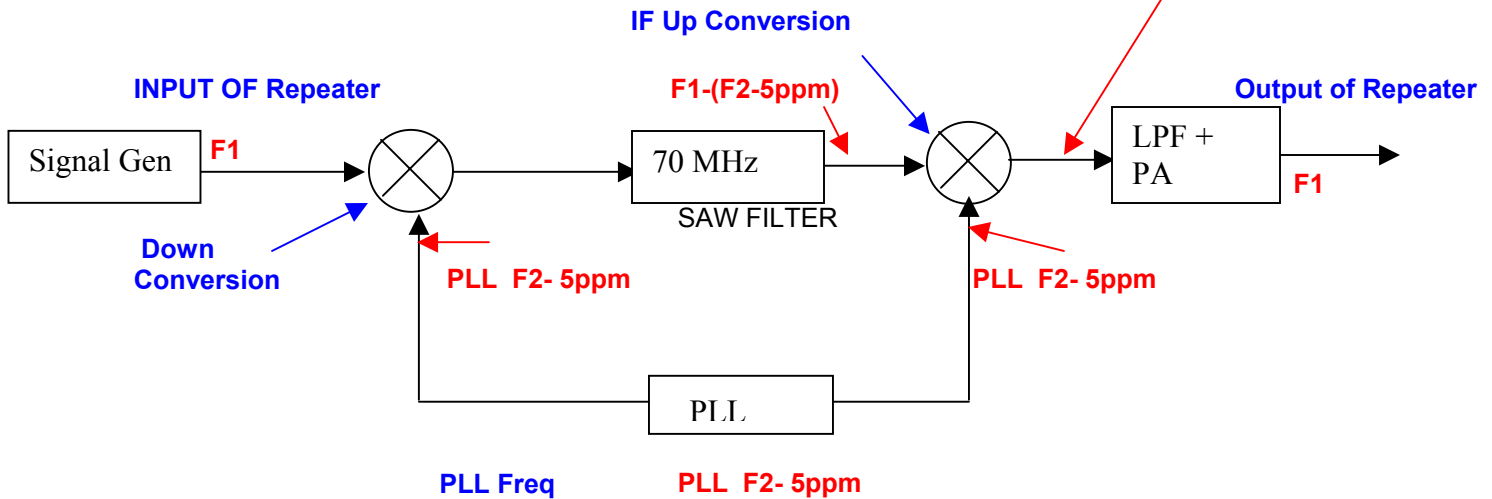 IF Up Conversion
INPUT OF Repeater
F1-(F2-5ppm)
Output of Repeater
Signal Gen
F1
70 MHz
LPF +
PA
F1
SAW FILTER
Down
Conversion
PLL F2- 5ppm
PLL F2- 5ppm
PLL
PLL Freq
PLL F2- 5ppm